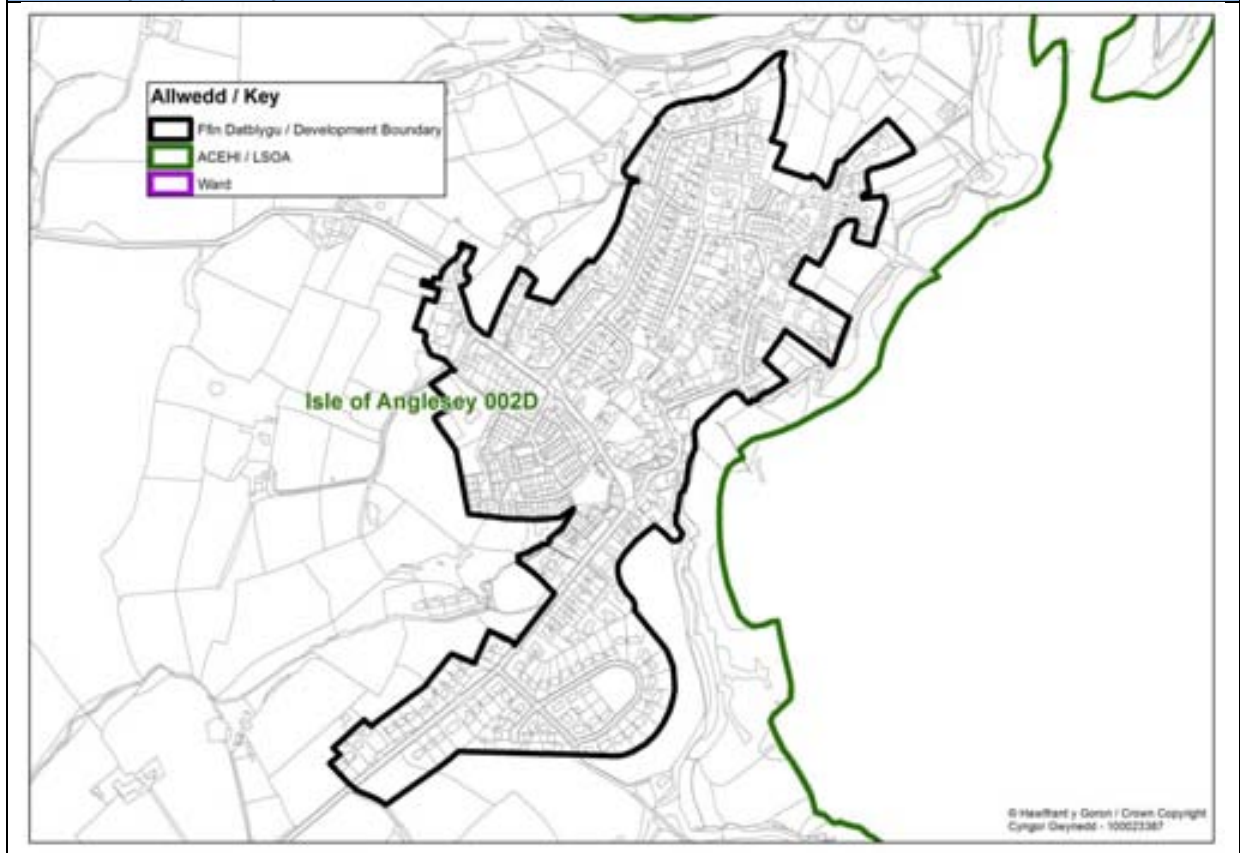 Allwedd / Key
Ffin Datblygu / Development Boundary
ACEHI / LSOA
Ward
Isle of Anglesey 002D
© Hawlfraint y Goron / Crown Copyright
Cyngor Gwynedd - 100023387